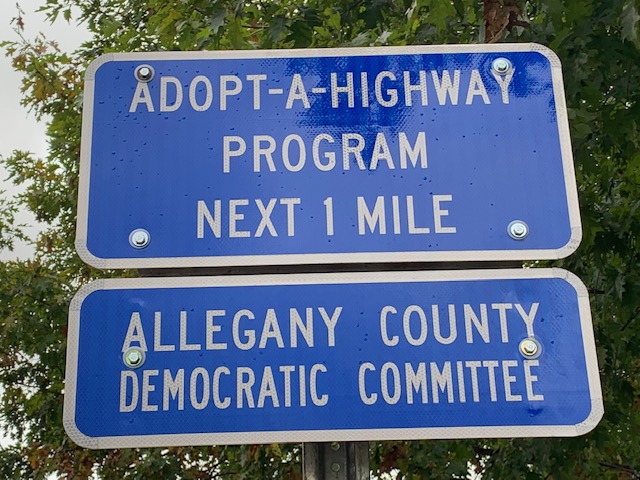 ADOPT-A-HIGHWAY
PROGRAM
NEXT 1 MILE
ALLEGANY COUNTY
DEMOCRATIC COMMITTEE